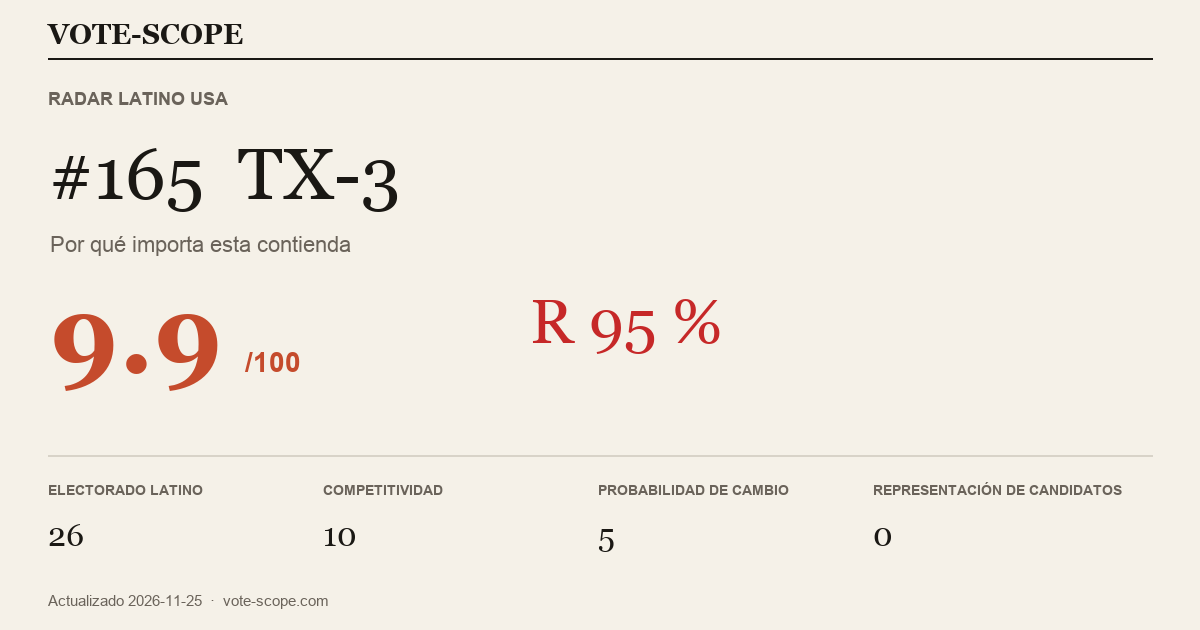 VOTE-SCOPE
RADAR LATINO USA
#165 TX-3
Por qué importa esta contienda
9.9 /100
R 95 %
ELECTORADO LATINO
COMPETITIVIDAD
PROBABILIDAD DE CAMBIO
REPRESENTACIÓN DE CANDIDATOS
26
10
5
0
Actualizado 2026-11-25 · vote-scope.com